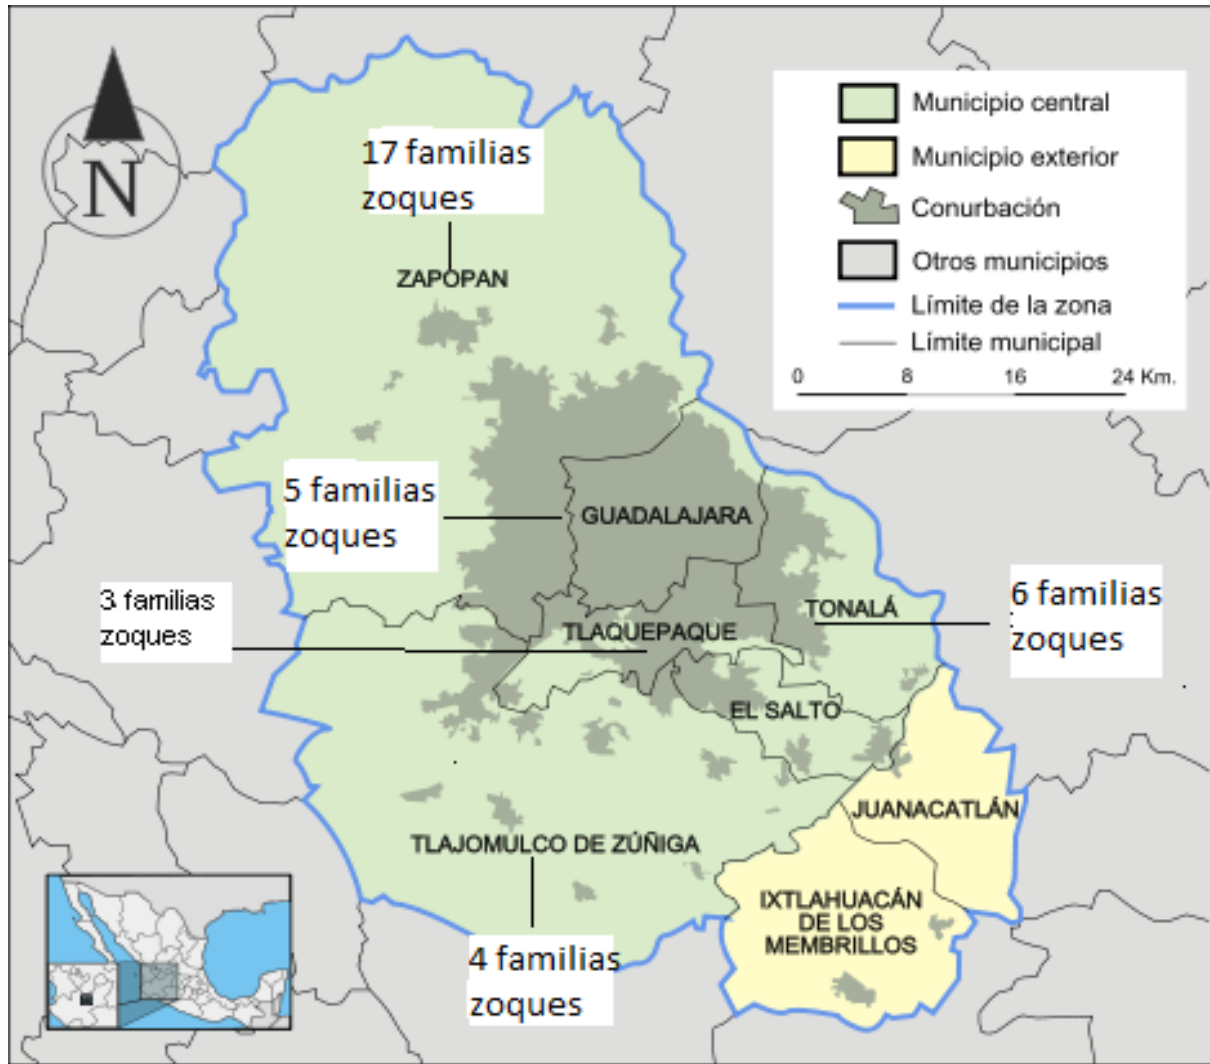 N
17 familias
zoques
ZAPOPAN
Municipio central
Municipio exterior
Conurbación
Otros municipios
Límite de la zona
Límite municipal
0 8 16 24 Km.
5 familias
zoques
GUADALAJARA
3 familias
zoques
TLAQUEPAQUE
TONALÁ
6 familias
zoques
EL SALTO
JUANACATLÁN
TLAJOMULCO DE ZÚÑIGA
IXTLAHUACÁN
DE LOS
MEMBRILLOS
4 familias
zoques